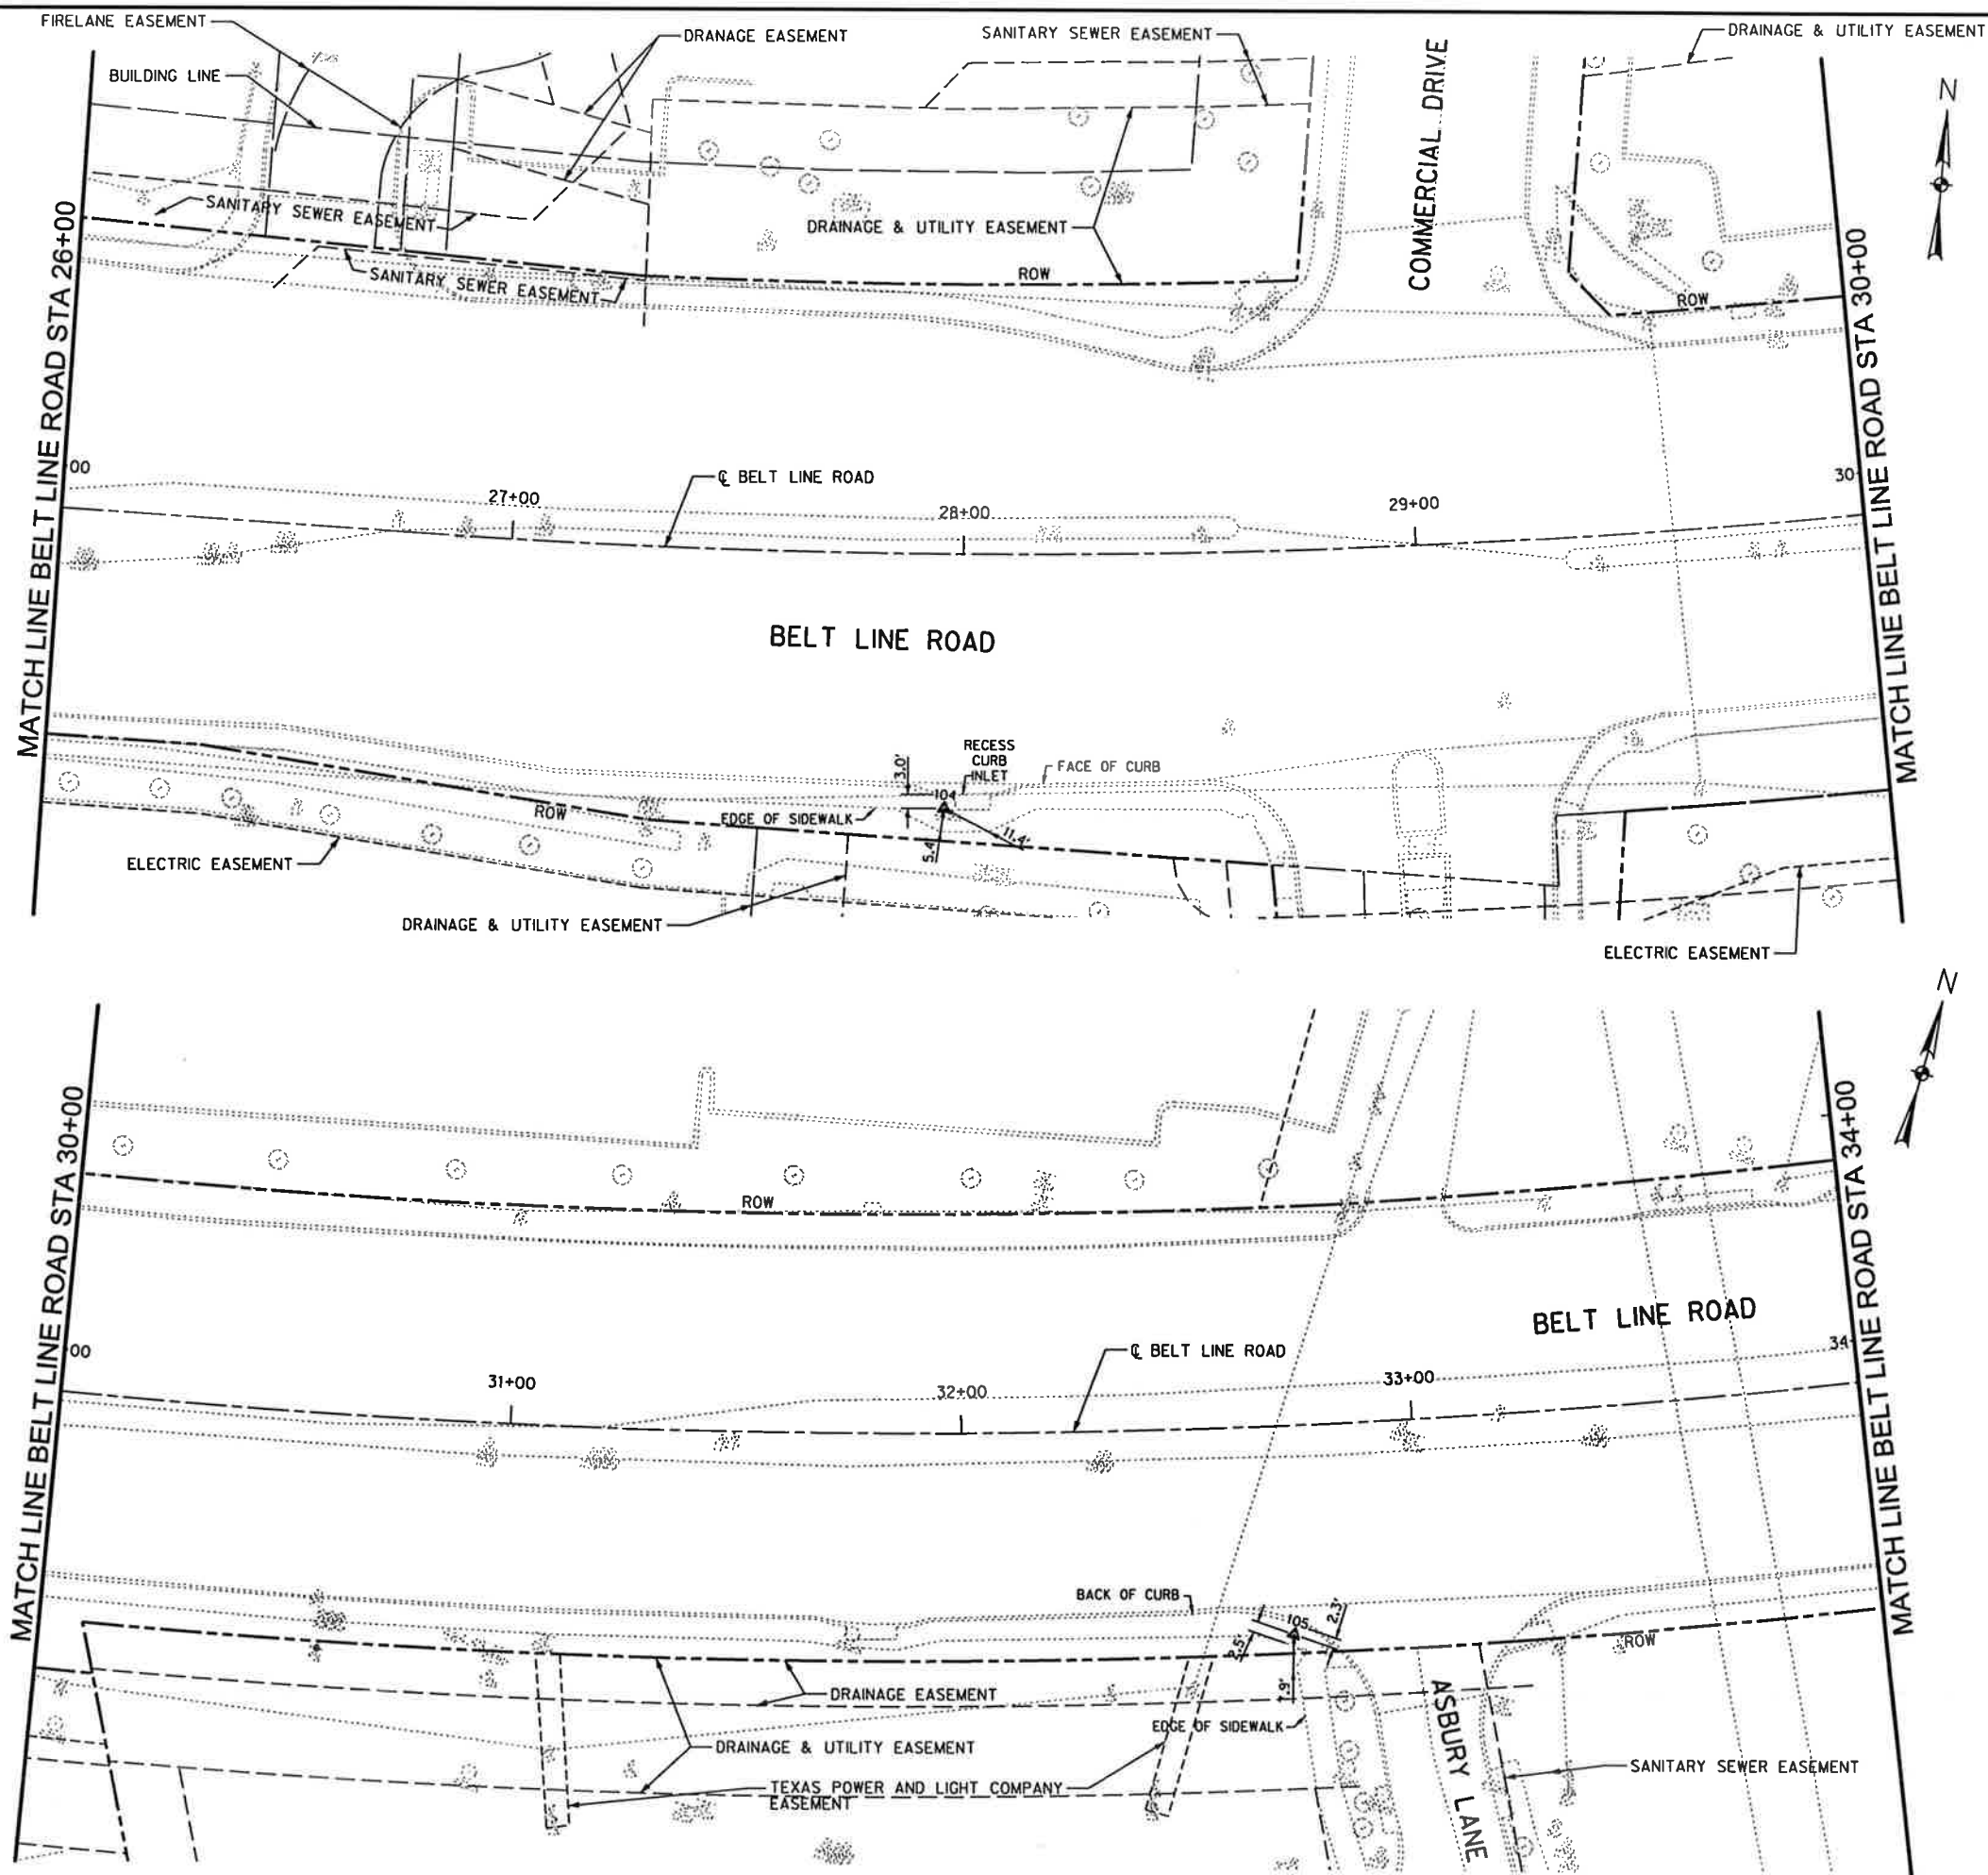 FIRELANE EASEMENT
DRANAGE EASEMENT
SANITARY SEWER EASEMENT
DRAINAGE & UTILITY EASEMENT
BUILDING LINE
COMMERCIAL DRIVE
N
SANITARY SEWER EASEMENT
DRAINAGE & UTILITY EASEMENT
SANITARY SEWER EASEMENT
ROW
ROW
MATCH LINE BELT LINE ROAD STA 26+00
MATCH LINE BELT LINE ROAD STA 30+00
00
℄ BELT LINE ROAD
30
27+00
28+00
29+00
BELT LINE ROAD
RECESS
CURB
INLET
3.0'
FACE OF CURB
104
ROW
EDGE OF SIDEWALK
11.4'
5.4'
ELECTRIC EASEMENT
DRAINAGE & UTILITY EASEMENT
ELECTRIC EASEMENT
N
MATCH LINE BELT LINE ROAD STA 30+00
MATCH LINE BELT LINE ROAD STA 34+00
ROW
BELT LINE ROAD
00
℄ BELT LINE ROAD
34
31+00
32+00
33+00
BACK OF CURB
105
2.3'
2.5'
ROW
7.9'
DRAINAGE EASEMENT
EDGE OF SIDEWALK
ASBURY LANE
DRAINAGE & UTILITY EASEMENT
SANITARY SEWER EASEMENT
TEXAS POWER AND LIGHT COMPANY
EASEMENT